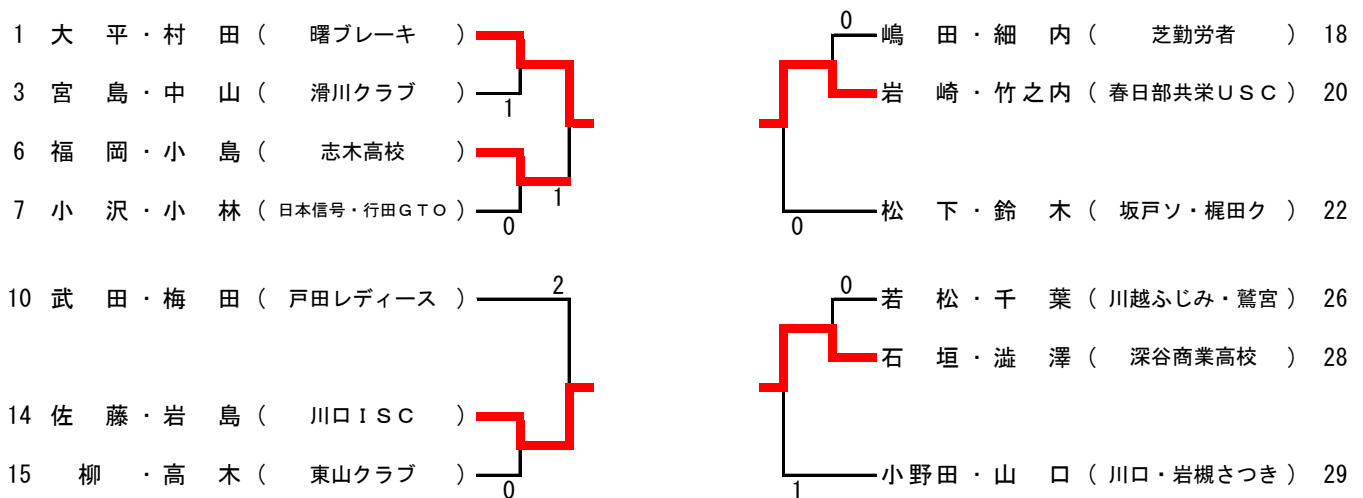 1 大 平・村 田 ( 曙ブレーキ )
3 宮 島・中 山 ( 滑川クラブ )
1
6 福 岡・小 島 ( 志木高校 )
1
7 小 沢・小 林 ( 日本信号・行田GTO )
0
10 武 田・梅 田 ( 戸田レディース )
2
14 佐 藤・岩 島 ( 川口ISC )
15 柳 ・高 木 ( 東山クラブ )
0
0
嶋 田・細 内 ( 芝勤労者 ) 18
岩 崎・竹之内 ( 春日部共栄USC ) 20
松 下・鈴 木 ( 坂戸ソ・梶田ク ) 22
0
0
若 松・千 葉 ( 川越ふじみ・鷲宮 ) 26
石 垣・澁 澤 ( 深谷商業高校 ) 28
小野田・山 口 ( 川口・岩槻さつき ) 29
1